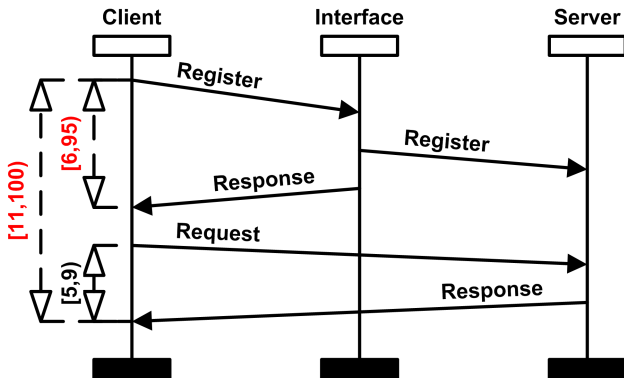 Client
Interface
Server
Register
Register
[6,95)
[11,100)
Response
Request
[5,9)
Response